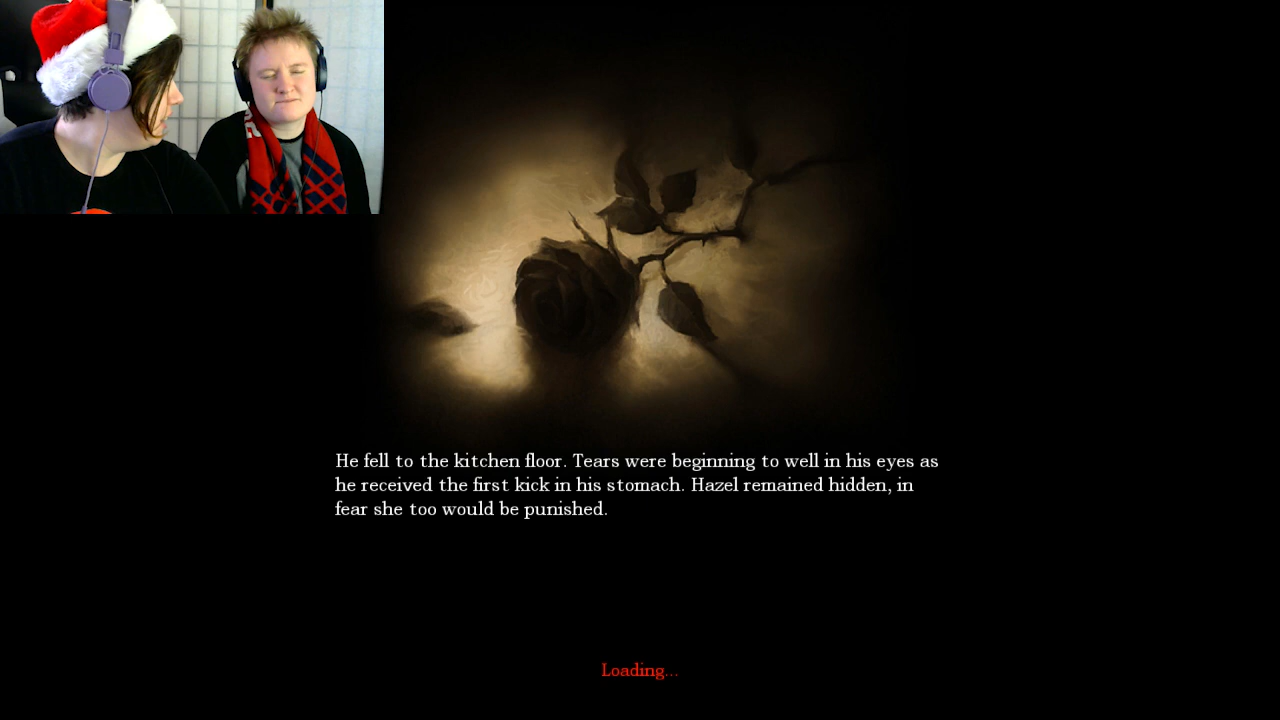 He fell to the kitchen floor. Tears were beginning to well in his eyes as
he received the first kick in his stomach. Hazel remained hidden, in
fear she too would be punished.
Loading...